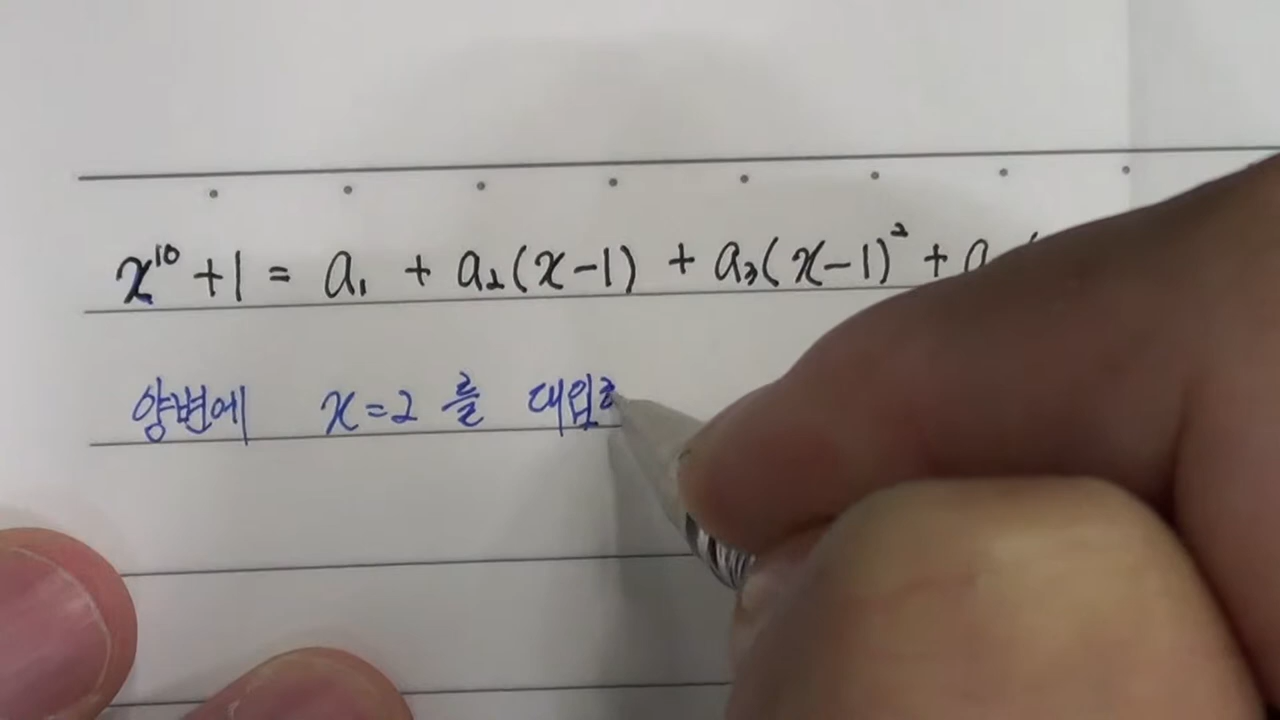 x¹⁰ + 1 = a₁ + a₂(x-1) + a₃(x-1)² + a
양변에 x=2 를 대입